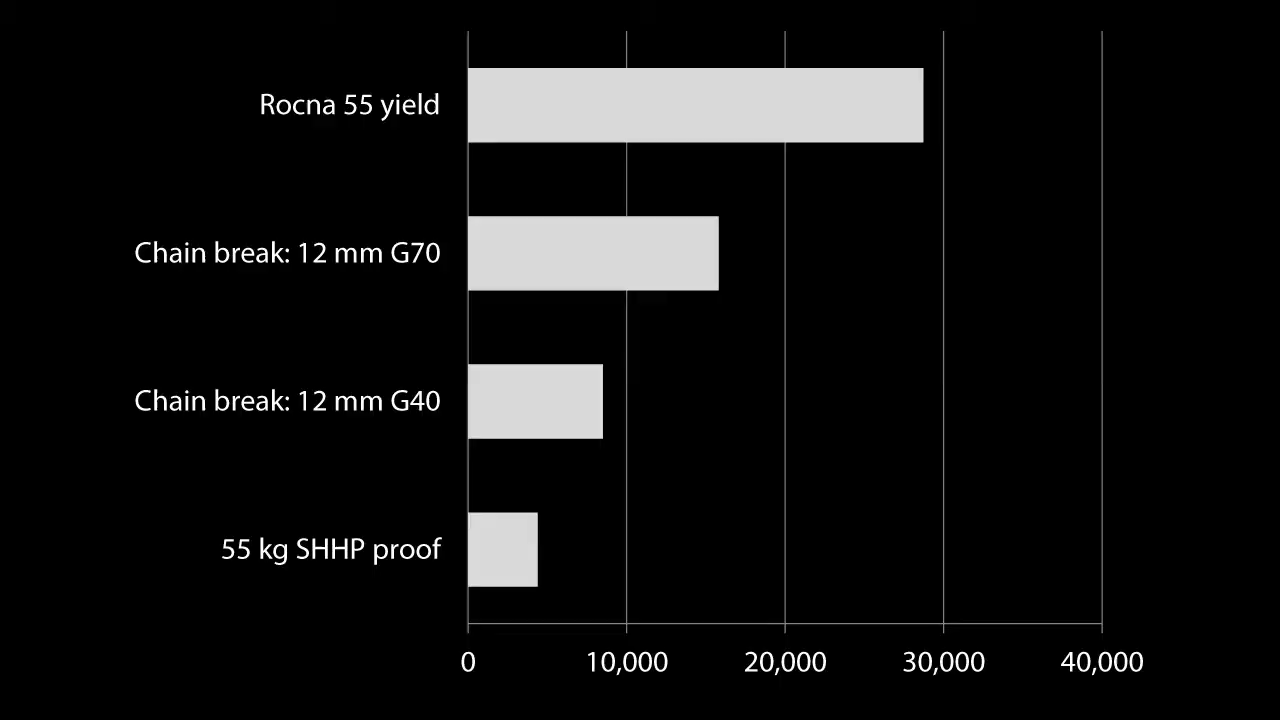 Rocna 55 yield
Chain break: 12 mm G70
Chain break: 12 mm G40
55 kg SHHP proof
0 10,000 20,000 30,000 40,000